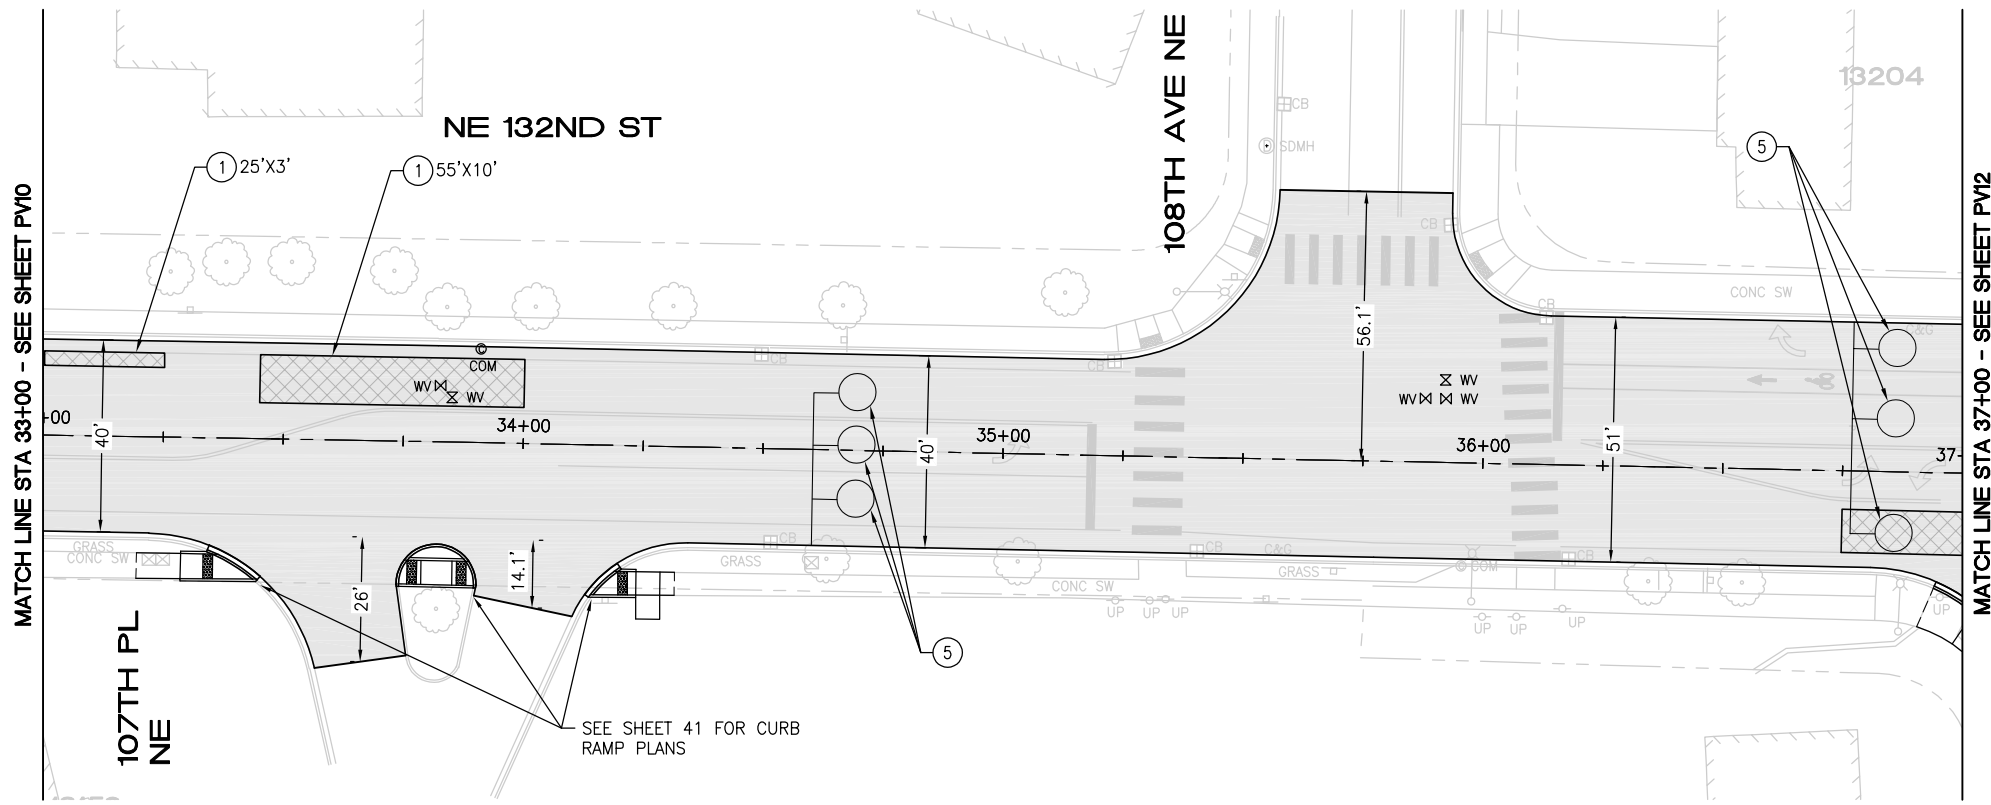 MATCH LINE STA 33+00 - SEE SHEET PV10
NE 132ND ST
108TH AVE NE
13204
CB
SDMH
1 25'X3'
1 55'X10'
5
CB
CONC SW
CB
C&G
56.1'
51'
40'
COM
WV
WV
CB
CB
40'
WV
WV WV
+00
34+00
35+00
36+00
37-
GRASS
CONC SW
26'
14.1'
CB
GRASS
CB
C&G
GRASS
CONC SW
COM
CB
UP
UP
UP
UP
UP
UP
UP
107TH PL
NE
5
SEE SHEET 41 FOR CURB
RAMP PLANS
MATCH LINE STA 37+00 - SEE SHEET PV12